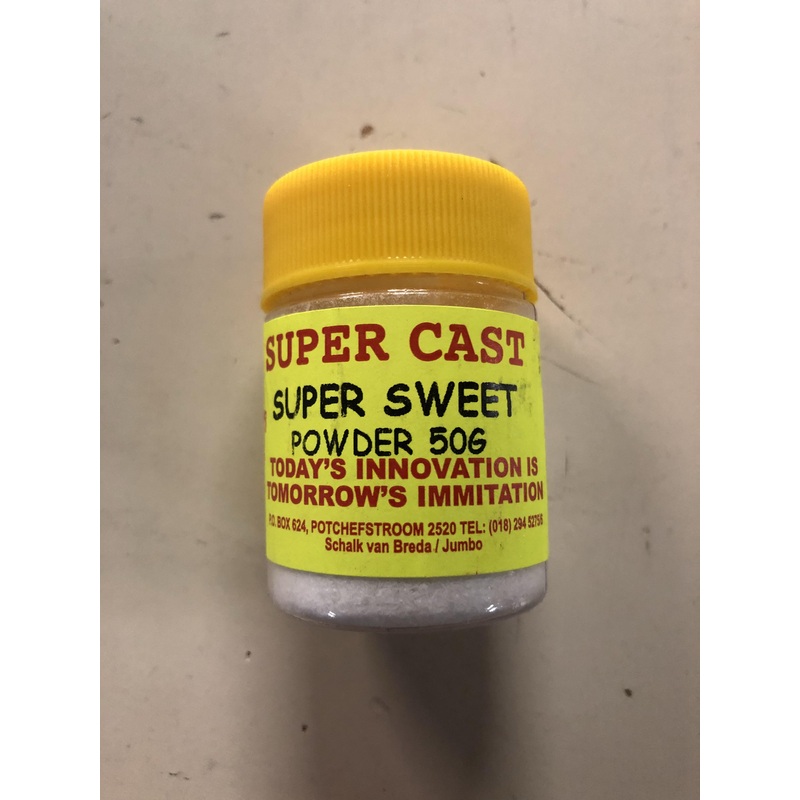 SUPER CAST
SUPER SWEET
POWDER 50G
TODAY'S INNOVATION IS
TOMORROW'S IMMITATION
P.O. BOX 624, POTCHEFSTROOM 2520 TEL: (018) 294
Schalk van Breda / Jumbo